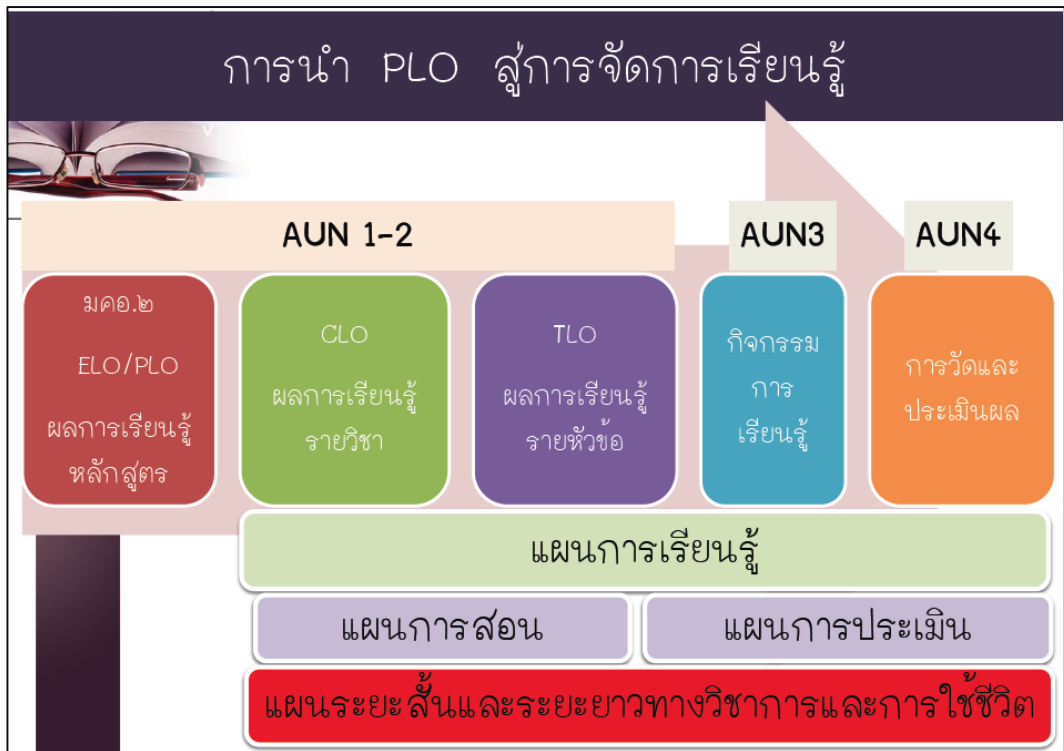 การนำ PLO สู่การจัดการเรียนรู้
AUN 1-2
AUN3
AUN4
มคอ.๒
ELO/PLO
ผลการเรียนรู้
หลักสูตร
CLO
ผลการเรียนรู้
รายวิชา
TLO
ผลการเรียนรู้
รายหัวข้อ
กิจกรรม
การ
เรียนรู้
การวัดและ
ประเมินผล
แผนการเรียนรู้
แผนการสอน
แผนการประเมิน
แผนระยะสั้นและระยะยาวทางวิชาการและการใช้ชีวิต